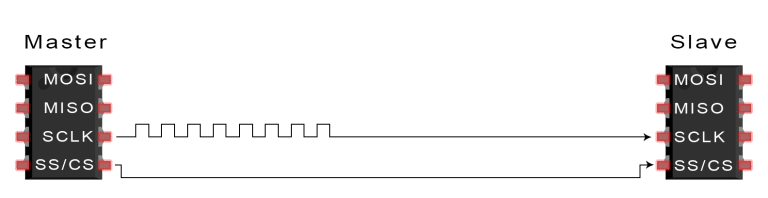 Master
Slave
MOSI
MISO
SCLK
SS/CS
MOSI
MISO
SCLK
SS/CS